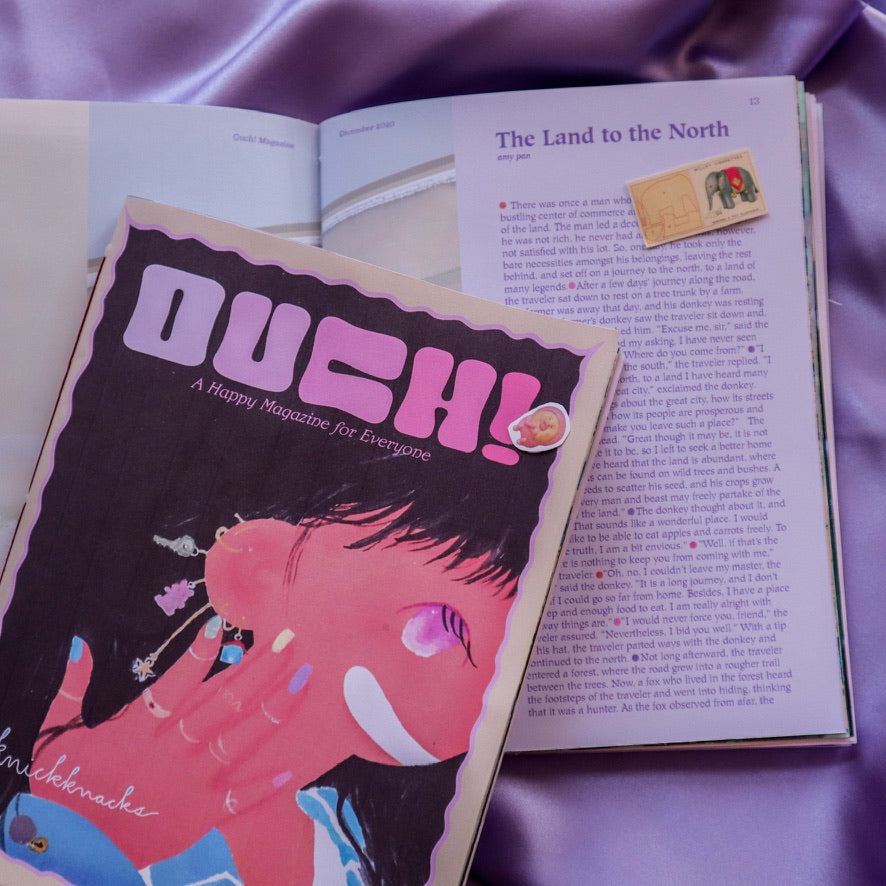 Ouch! Magazine
December 2020
13
The Land to the North
amy pan
There was once a man who
bustling center of commerce a
of the land. The man led a dec
he was not rich, he never had a however,
not satisfied with his lot. So, one day, he took only the
bare necessities amongst his belongings, leaving the rest
behind, and set off on a journey to the north, to a land of
many legends. After a few days' journey along the road,
the traveler sat down to rest on a tree trunk by a farm.
farmer was away that day, and his donkey was resting
rmer's donkey saw the traveler sit down and,
ed him. "Excuse me, sir," said the
d my asking, I have never seen
Where do you come from?" "I
the south," the traveler replied. "I
orth, to a land I have heard many
eat city," exclaimed the donkey.
s about the great city, how its streets
how its people are prosperous and
make you leave such a place?" The
ead. "Great though it may be, it is not
e it to be, so I left to seek a better home
ve heard that the land is abundant, where
s can be found on wild trees and bushes. A
eeds to scatter his seed, and his crops grow
very man and beast may freely partake of the
the land." The donkey thought about it, and
That sounds like a wonderful place. I would
like to be able to eat apples and carrots freely. To
e truth, I am a bit envious." "Well, if that's the
e is nothing to keep you from coming with me,"
traveler. "Oh, no, I couldn't leave my master, the
said the donkey. "It is a long journey, and I don't
if I could go so far from home. Besides, I have a place
ep and enough food to eat. I am really alright with
way things are." "I would never force you, friend," the
veler assured. "Nevertheless, I bid you well." With a tip
his hat, the traveler parted ways with the donkey and
ontinued to the north. Not long afterward, the traveler
entered a forest, where the road grew into a rougher trail
between the trees. Now, a fox who lived in the forest heard
the footsteps of the traveler and went into hiding, thinking
that it was a hunter. As the fox observed from afar, the
OUCH!
A Happy Magazine for Everyone
knickknacks